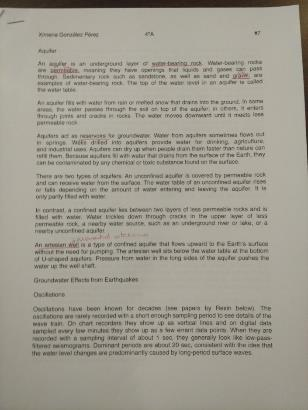 Ximena González Pérez 4°A #7
Aquifer
An aquifer is an underground layer of water-bearing rock. Water-bearing rocks
are permeable, meaning they have openings that liquids and gases can pass
through. Sedimentary rock such as sandstone, as well as sand and gravel, are
examples of water-bearing rock. The top of the water level in an aquifer is called
the water table.
An aquifer fills with water from rain or melted snow that drains into the ground. In some
areas, the water passes through the soil on top of the aquifer; in others, it enters
through joints and cracks in rocks. The water moves downward until it meets less
permeable rock.
Aquifers act as reservoirs for groundwater. Water from aquifers sometimes flows out
in springs. Wells drilled into aquifers provide water for drinking, agriculture,
and industrial uses. Aquifers can dry up when people drain them faster than nature can
refill them. Because aquifers fill with water that drains from the surface of the Earth, they
can be contaminated by any chemical or toxic substance found on the surface.
There are two types of aquifers. An unconfined aquifer is covered by permeable rock
and can receive water from the surface. The water table of an unconfined aquifer rises
or falls depending on the amount of water entering and leaving the aquifer. It is
only partly filled with water.
In contrast, a confined aquifer lies between two layers of less permeable rocks and is
filled with water. Water trickles down through cracks in the upper layer of less
permeable rock, a nearby water source, such as an underground river or lake, or a
nearby unconfined aquifer.
An artesian well is a type of confined aquifer that flows upward to the Earth's surface
without the need for pumping. The artesian well sits below the water table at the bottom
of U-shaped aquifers. Pressure from water in the long sides of the aquifer pushes the
water up the well shaft.
Groundwater Effects from Earthquakes
Oscillations
Oscillations have been known for decades (see papers by Rexin below). The
oscillations are rarely recorded with a short enough sampling period to see details of the
wave train. On chart recorders they show up as vertical lines and on digital data
sampled every few minutes they show up as a few errant data points. When they are
recorded with a sampling interval of about 1 sec, they generally look like low-pass-
filtered seismograms. Dominant periods are about 20 sec, consistent with the idea that
the water level changes are predominantly caused by long-period surface waves.